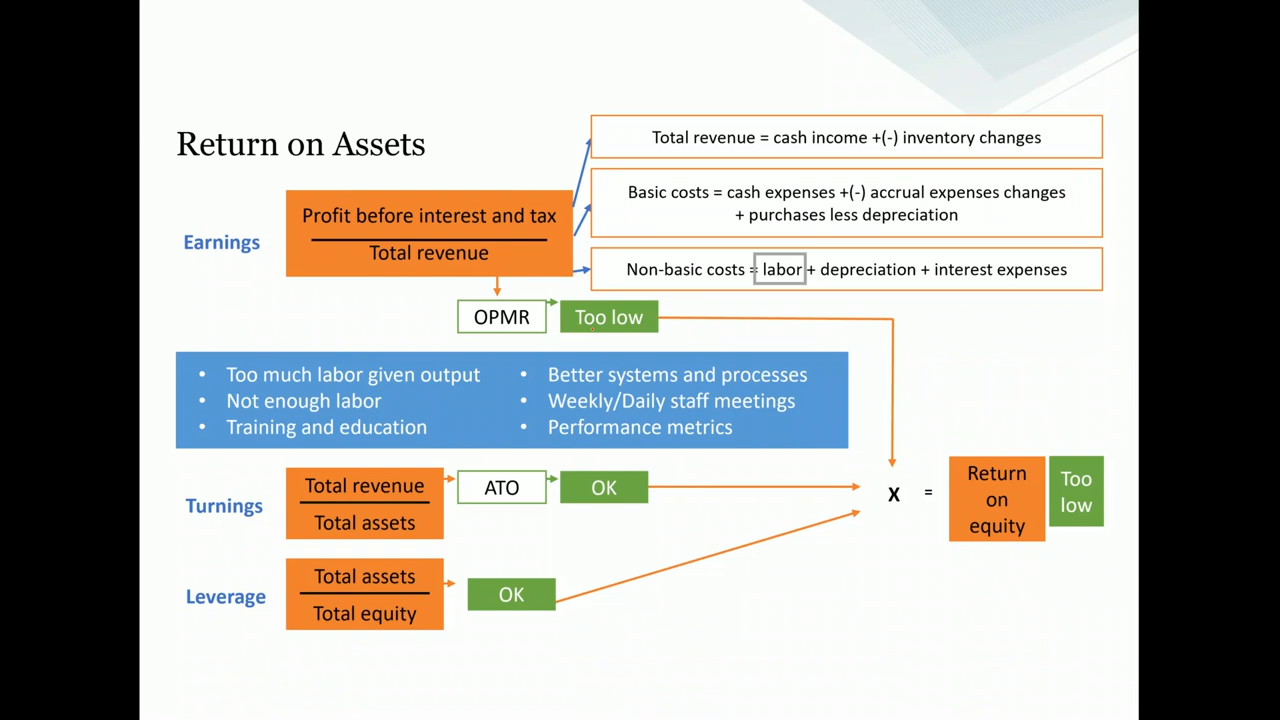 Return on Assets
Total revenue = cash income +(-) inventory changes
Basic costs = cash expenses +(-) accrual expenses changes
+ purchases less depreciation
Non-basic costs = labor + depreciation + interest expenses
Earnings
Profit before interest and tax
Total revenue
OPMR
Too low
• Too much labor given output
• Not enough labor
• Training and education
• Better systems and processes
• Weekly/Daily staff meetings
• Performance metrics
Turnings
Total revenue
Total assets
ATO
OK
Leverage
Total assets
Total equity
OK
X
=
Return
on
equity
Too
low